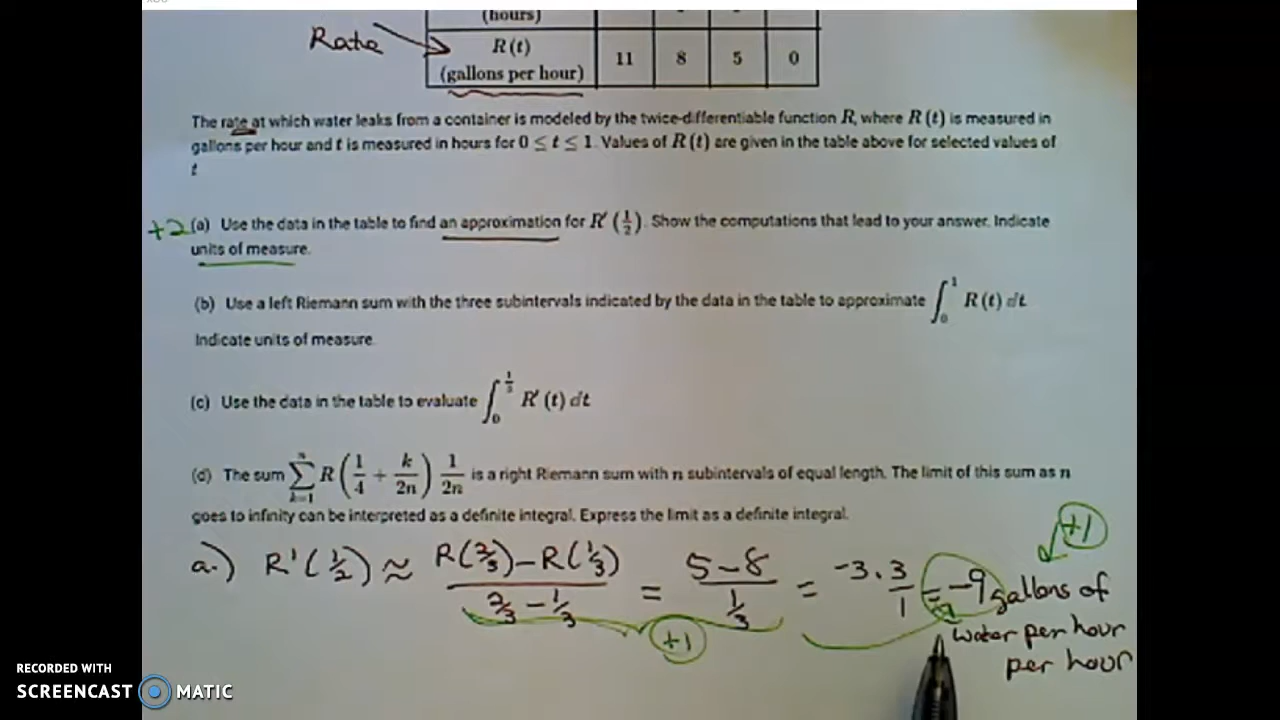 (hours)
Rate
R(t)
(gallons per hour)
11 8 5 0
The rate at which water leaks from a container is modeled by the twice-differentiable function R, where R(t) is measured in
gallons per hour and t is measured in hours for 0 ≤ t ≤ 1. Values of R(t) are given in the table above for selected values of
t
+2 (a) Use the data in the table to find an approximation for R′(1/2). Show the computations that lead to your answer. Indicate
units of measure.
(b) Use a left Riemann sum with the three subintervals indicated by the data in the table to approximate ∫₀¹ R(t) dt
Indicate units of measure.
(c) Use the data in the table to evaluate ∫₀^(1/3) R′(t) dt
(d) The sum ∑_{k=1}^{n} R(1/4 + k/2n) 1/2n is a right Riemann sum with n subintervals of equal length. The limit of this sum as n
goes to infinity can be interpreted as a definite integral. Express the limit as a definite integral.
+1
a.) R'(1/2) ≈ R(2/3) − R(1/3) / 2/3 − 1/3 = 5 − 8 / 1/3 = −3 · 3/1 = −9 gallons of
water per hour
per hour
+1
RECORDED WITH
SCREENCAST MATIC